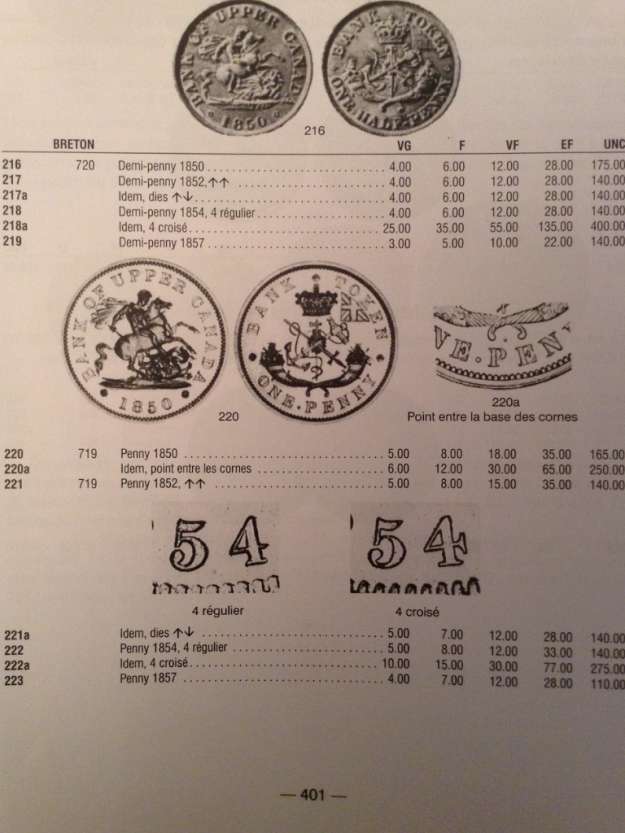 BANK OF UPPER CANADA
1850
BANK TOKEN
ONE HALF-PENNY
216
BRETON VG F VF EF UNC
216 720 Demi-penny 1850 4.00 6.00 12.00 28.00 175.00
217 Demi-penny 1852, ↑↑ 4.00 6.00 12.00 28.00 140.00
217a Idem, dies ↑↓ 4.00 6.00 12.00 28.00 140.00
218 Demi-penny 1854, 4 régulier 4.00 6.00 12.00 28.00 140.00
218a Idem, 4 croisé 25.00 35.00 55.00 135.00 400.00
219 Demi-penny 1857 3.00 5.00 10.00 22.00 140.00
BANK OF UPPER CANADA
1850
BANK TOKEN
ONE.PENNY
VE.PEN
220
220a
Point entre la base des cornes
220 719 Penny 1850 5.00 8.00 18.00 35.00 165.00
220a Idem, point entre les cornes 6.00 12.00 30.00 65.00 250.00
221 719 Penny 1852, ↑↑ 5.00 8.00 15.00 35.00 140.00
54 54
4 régulier 4 croisé
221a Idem, dies ↑↓ 5.00 7.00 12.00 28.00 140.00
222 Penny 1854, 4 régulier 5.00 8.00 12.00 33.00 140.00
222a Idem, 4 croisé 10.00 15.00 30.00 77.00 275.00
223 Penny 1857 4.00 7.00 12.00 28.00 110.00
— 401 —